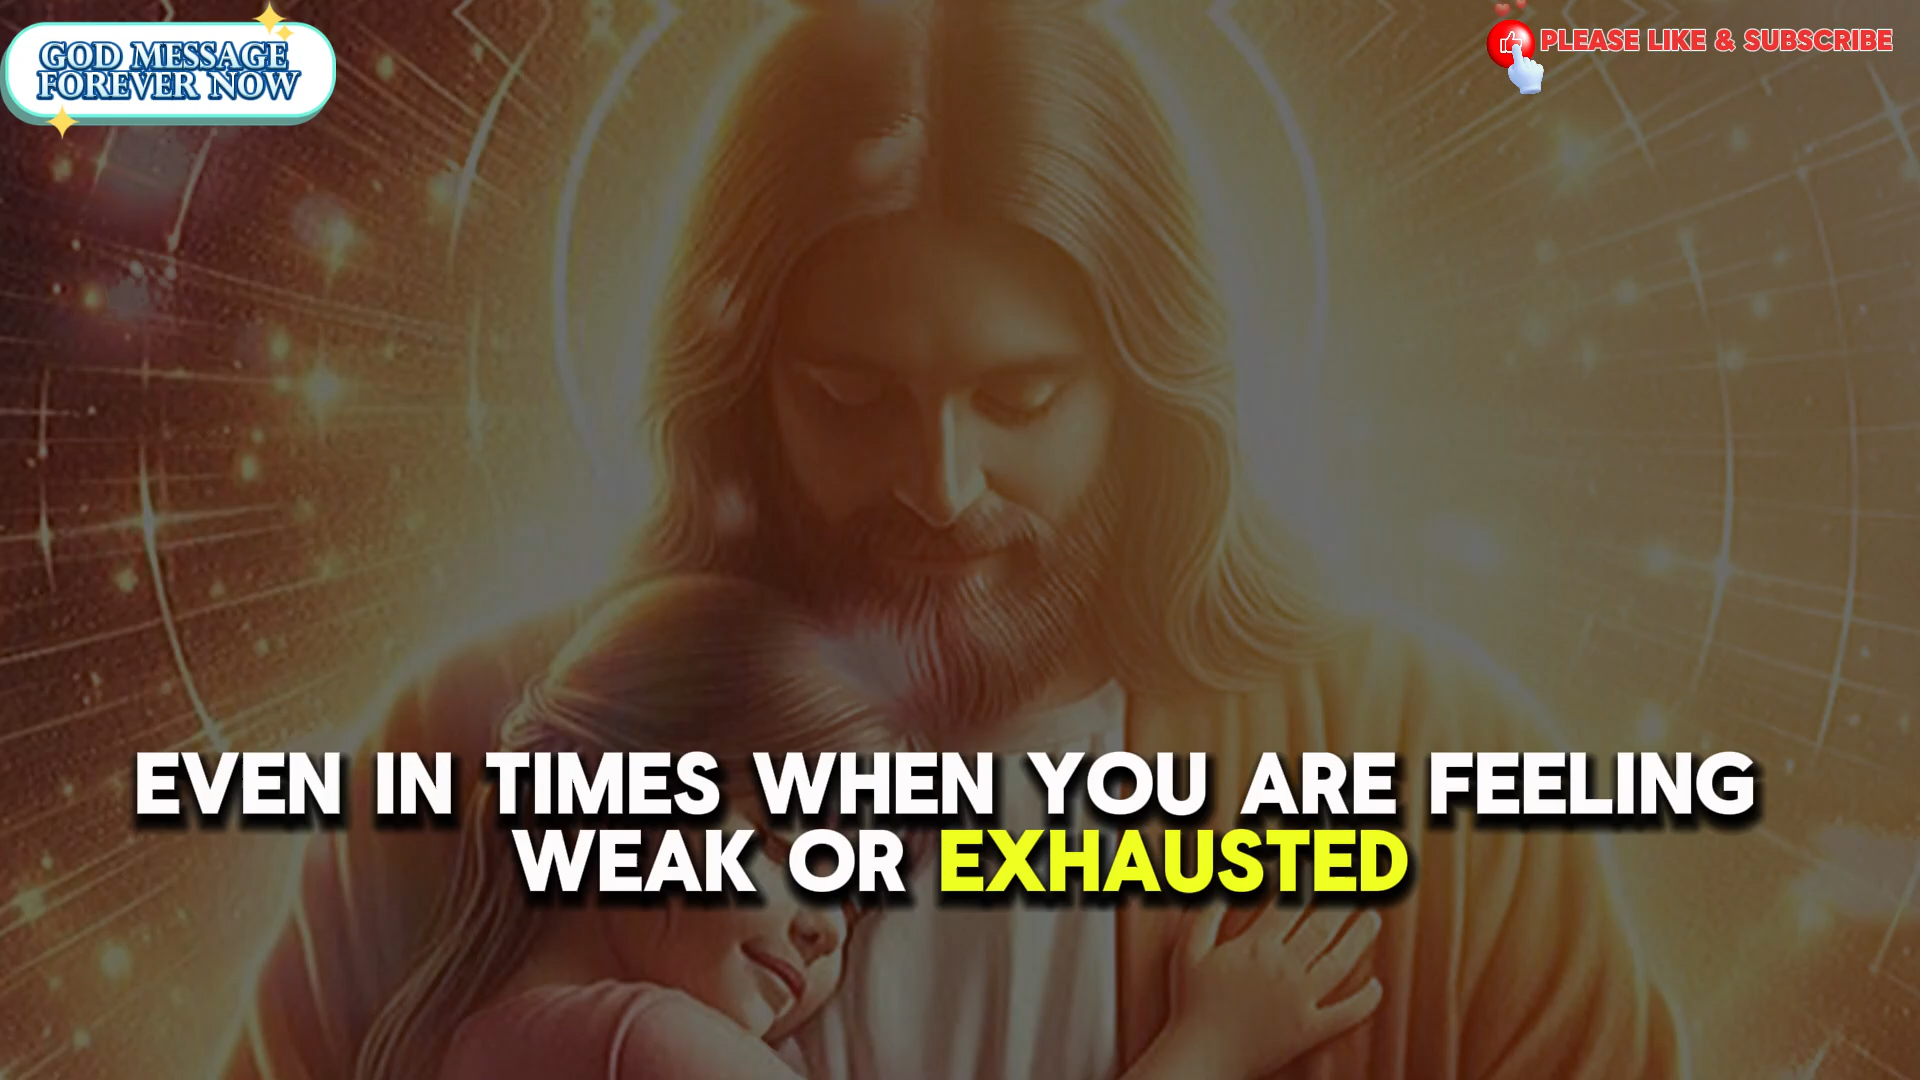 GOD MESSAGE
FOREVER NOW
PLEASE LIKE & SUBSCRIBE
EVEN IN TIMES WHEN YOU ARE FEELING
WEAK OR EXHAUSTED